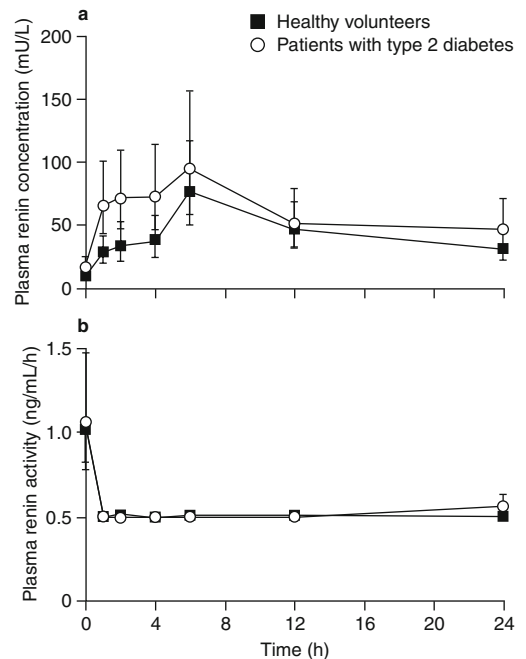 a
Healthy volunteers
Patients with type 2 diabetes
Plasma renin concentration (mU/L)
200
150
100
50
0
b
Plasma renin activity (ng/mL/h)
1.5
1.0
0.5
0
0 4 8 12 16 20 24
Time (h)